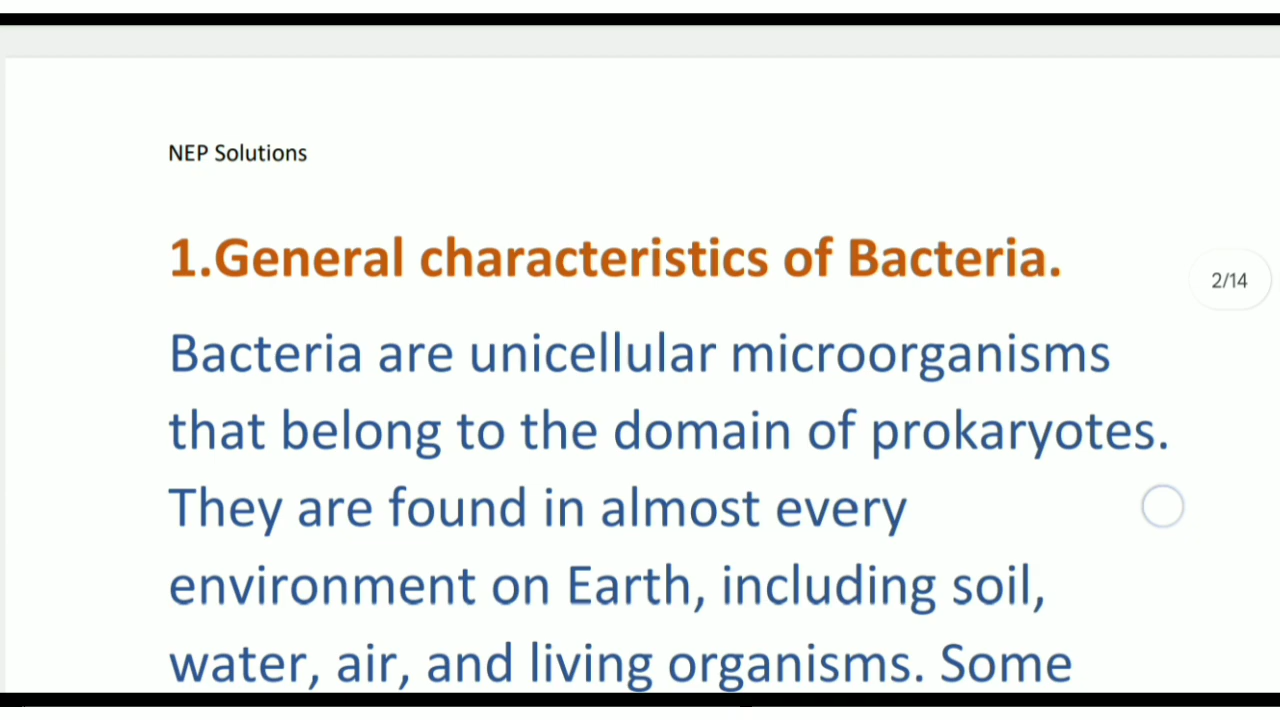 NEP Solutions
1.General characteristics of Bacteria.
2/14
Bacteria are unicellular microorganisms
that belong to the domain of prokaryotes.
They are found in almost every
environment on Earth, including soil,
water, air, and living organisms. Some